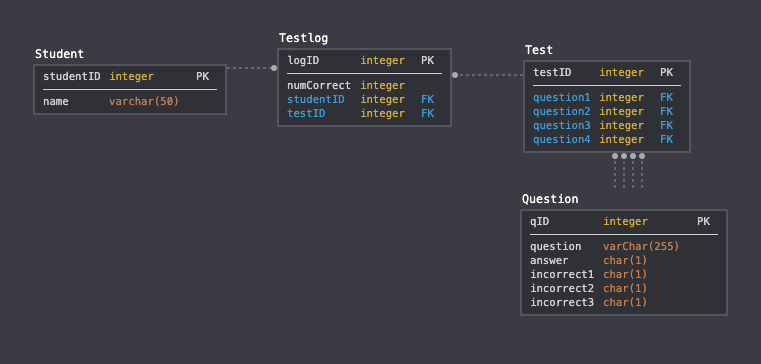 Student
studentID integer PK
name varchar(50)
Testlog
logID integer PK
numCorrect integer
studentID integer FK
testID integer FK
Test
testID integer PK
question1 integer FK
question2 integer FK
question3 integer FK
question4 integer FK
Question
qID integer PK
question varChar(255)
answer char(1)
incorrect1 char(1)
incorrect2 char(1)
incorrect3 char(1)